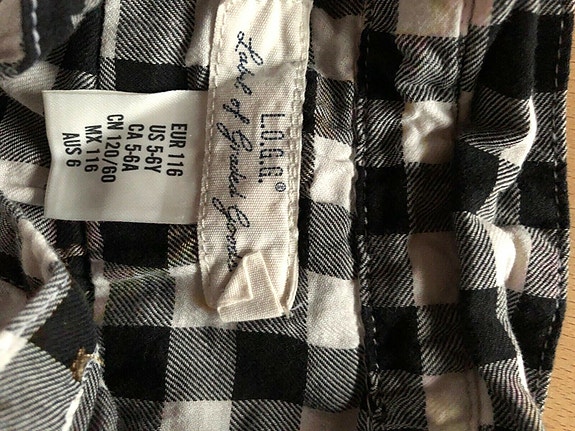 L.O.G.G.®
Label of Graded Goods
EUR 116
US 5-6Y
CA 5-6A
CN 120/60
MX 116
AUS 6